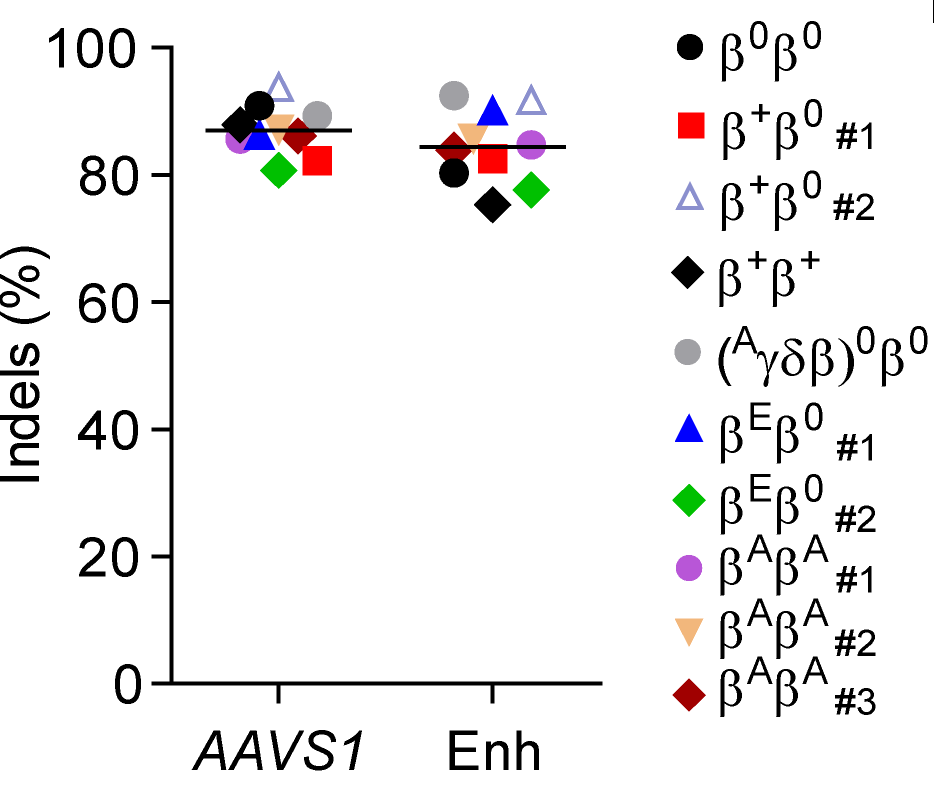 100
80
60
40
20
0
Indels (%)
AAVS1
Enh
β⁰β⁰
β⁺β⁰ #1
β⁺β⁰ #2
β⁺β⁺
(ᴬγδβ)⁰β⁰
βᴱβ⁰ #1
βᴱβ⁰ #2
βᴬβᴬ #1
βᴬβᴬ #2
βᴬβᴬ #3